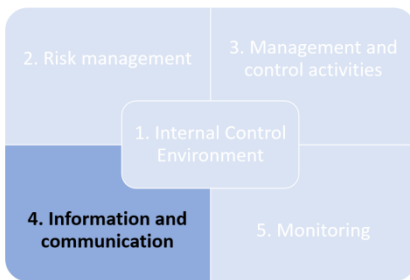 2. Risk management
3. Management and
control activities
1. Internal Control
Environment
4. Information and
communication
5. Monitoring